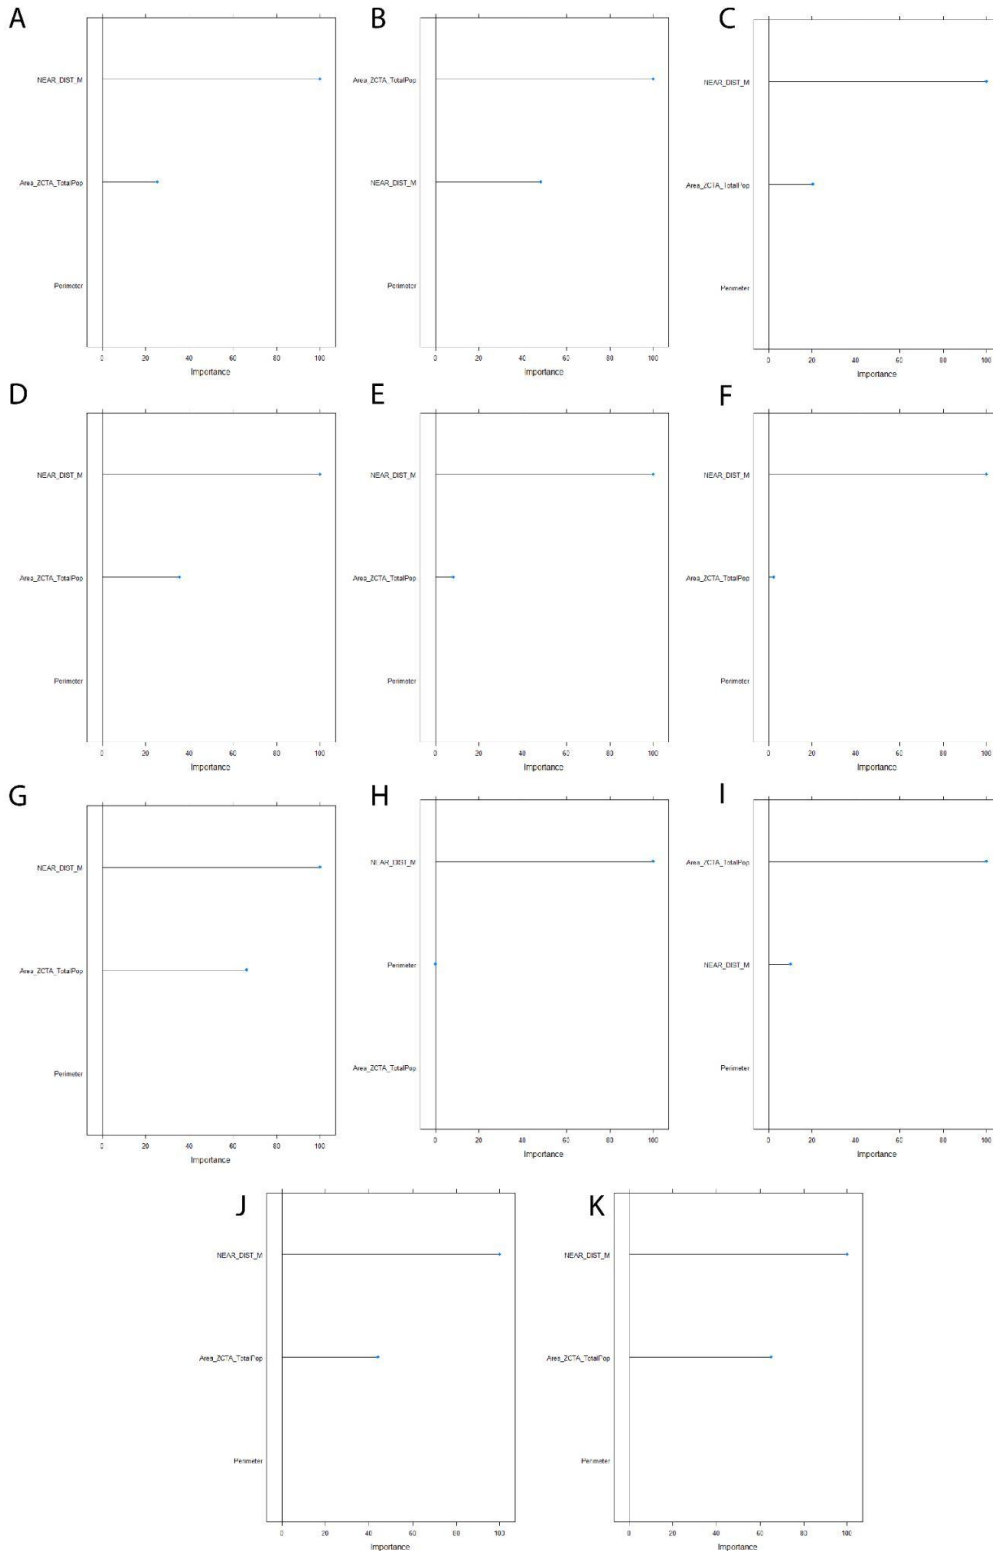 A
NEAR_DIST_M
Area_ZCTA_TotalPop
Perimeter
0 20 40 60 80 100
Importance
B
Area_ZCTA_TotalPop
NEAR_DIST_M
Perimeter
0 20 40 60 80 100
Importance
C
NEAR_DIST_M
Area_ZCTA_TotalPop
Perimeter
0 20 40 60 80 100
Importance
D
NEAR_DIST_M
Area_ZCTA_TotalPop
Perimeter
0 20 40 60 80 100
Importance
E
NEAR_DIST_M
Area_ZCTA_TotalPop
Perimeter
0 20 40 60 80 100
Importance
F
NEAR_DIST_M
Area_ZCTA_TotalPop
Perimeter
0 20 40 60 80 100
Importance
G
NEAR_DIST_M
Area_ZCTA_TotalPop
Perimeter
0 20 40 60 80 100
Importance
H
NEAR_DIST_M
Perimeter
Area_ZCTA_TotalPop
0 20 40 60 80 100
Importance
I
Area_ZCTA_TotalPop
NEAR_DIST_M
Perimeter
0 20 40 60 80 100
Importance
J
NEAR_DIST_M
Area_ZCTA_TotalPop
Perimeter
0 20 40 60 80 100
Importance
K
NEAR_DIST_M
Area_ZCTA_TotalPop
Perimeter
0 20 40 60 80 100
Importance